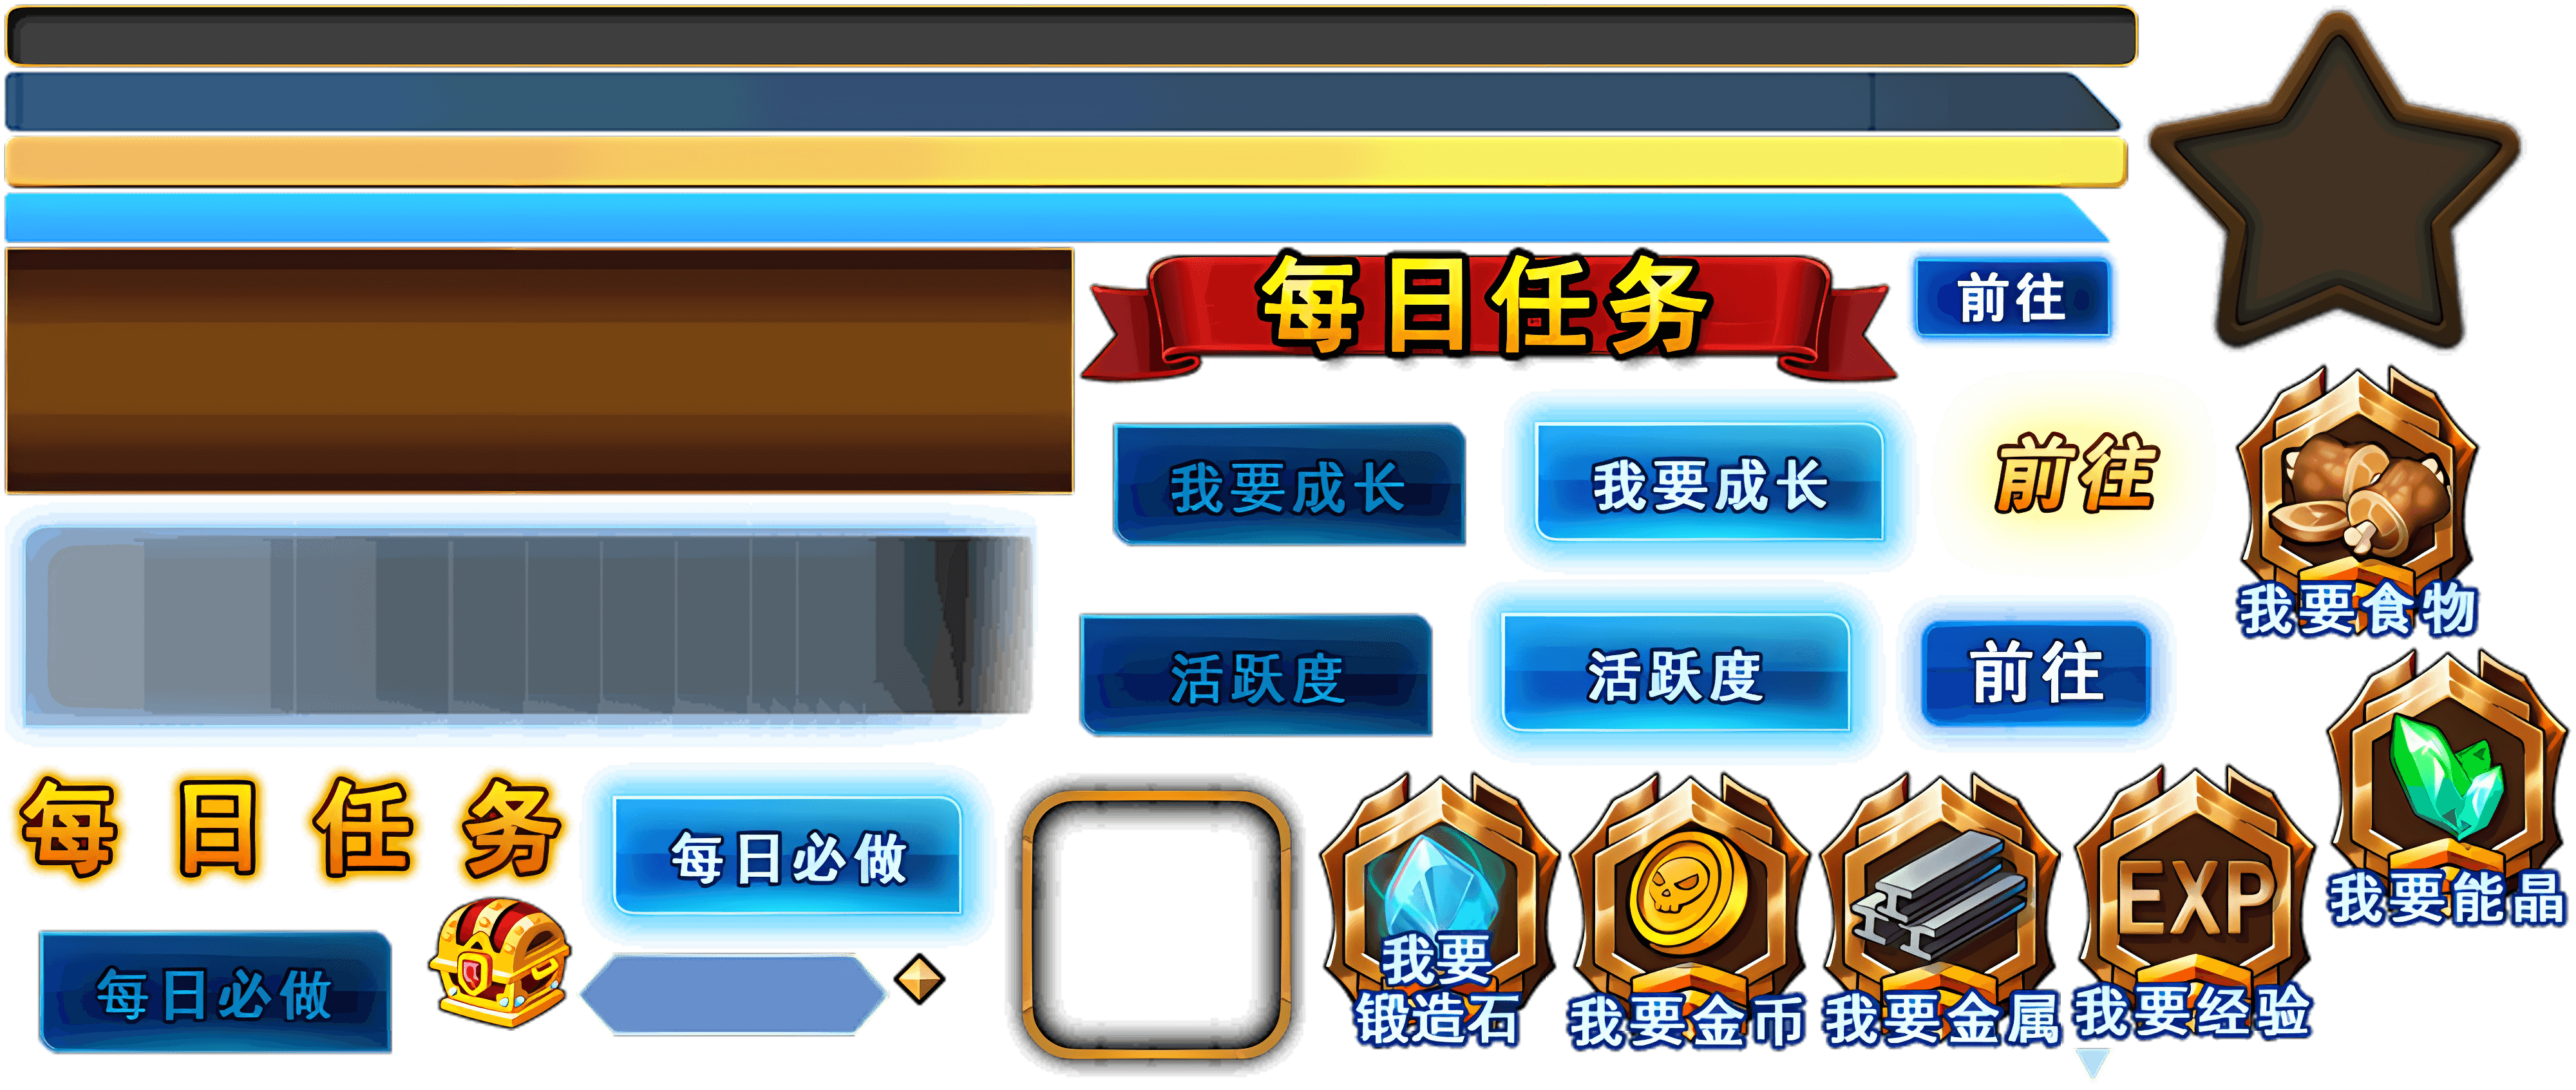 每日任务
前往
我要成长
我要成长
前往
我要食物
活跃度
活跃度
前往
每日任务
每日必做
每日必做
我要
锻造石
我要金币
我要金属
EXP
我要经验
我要能晶